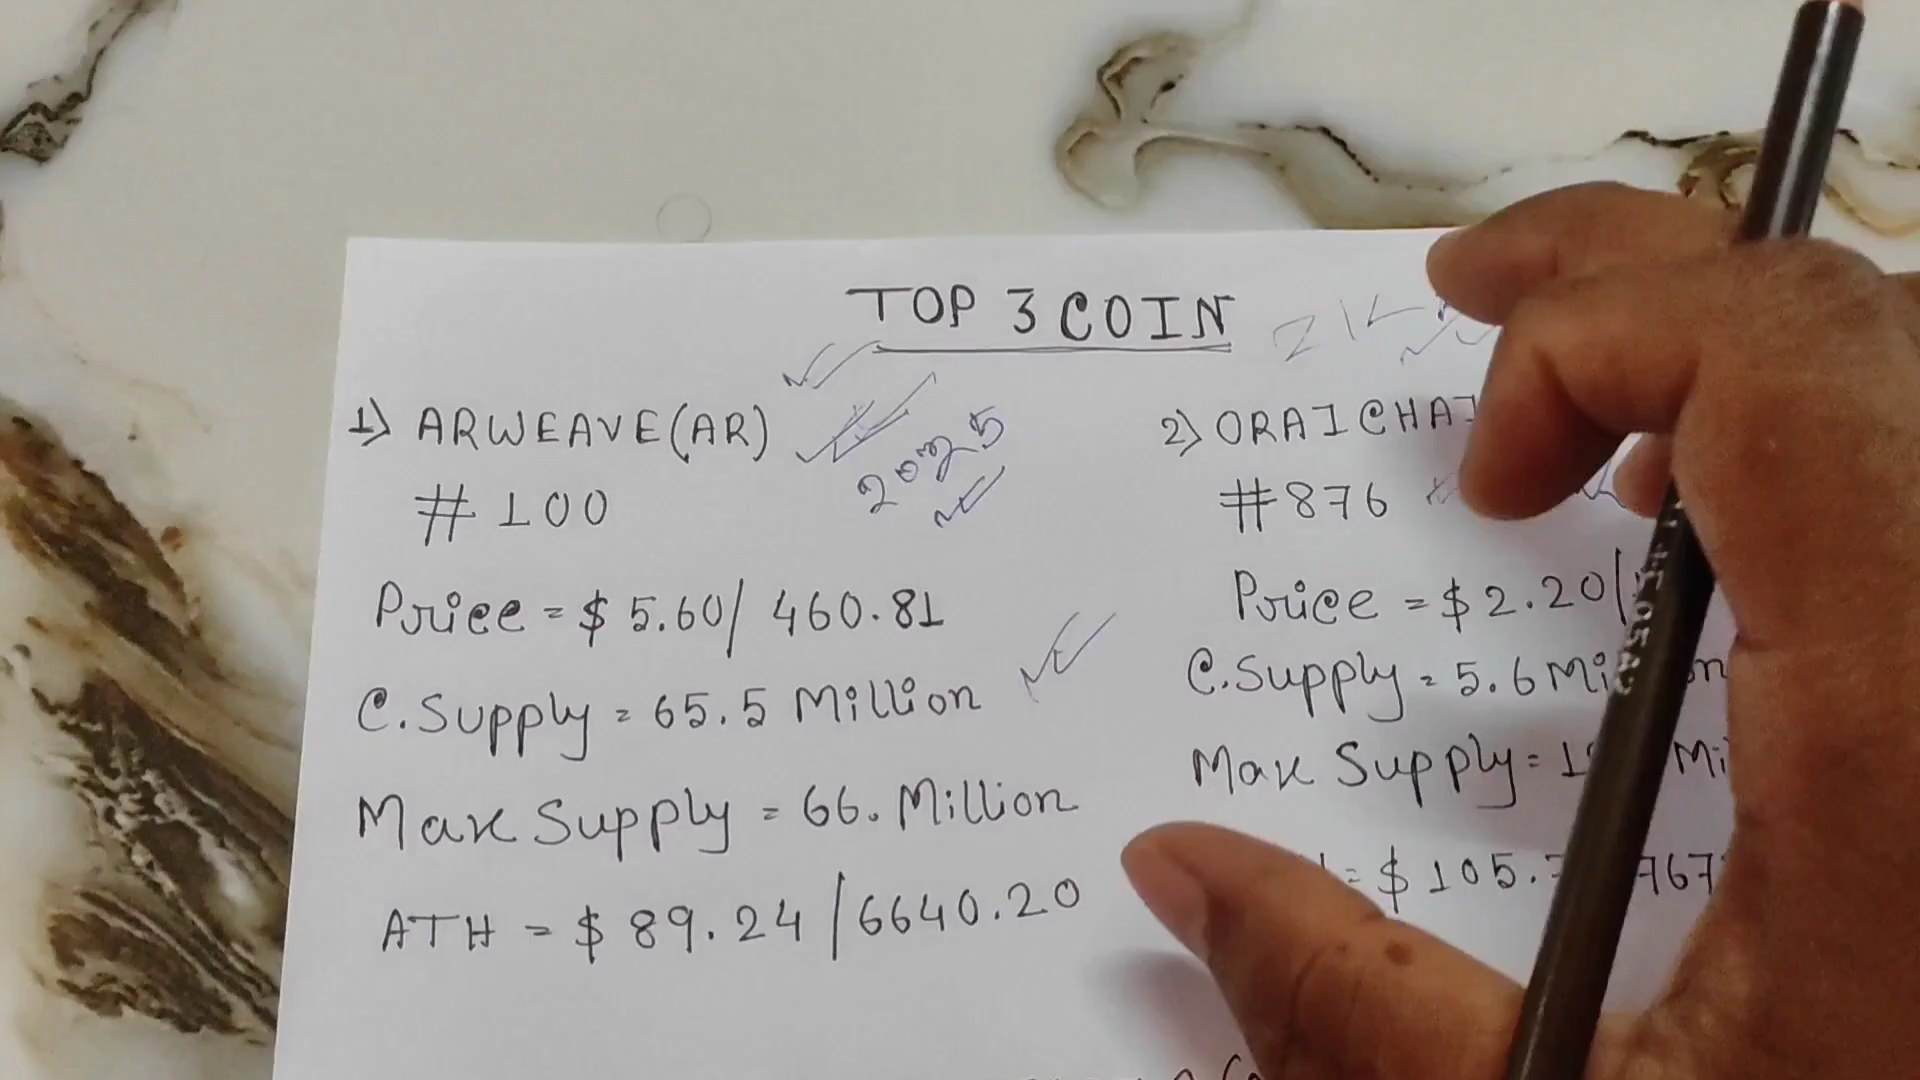 TOP 3 COIN
1) ARWEAVE(AR)
2025
#100
Price = $ 5.60/ 460.81
C.Supply = 65.5 Million
Max Supply = 66. Million
ATH = $ 89.24 /6640.20
2) ORAICHAI
#876
Price = $2.20/
C.Supply = 5.6
Max Supply =
= $ 105.